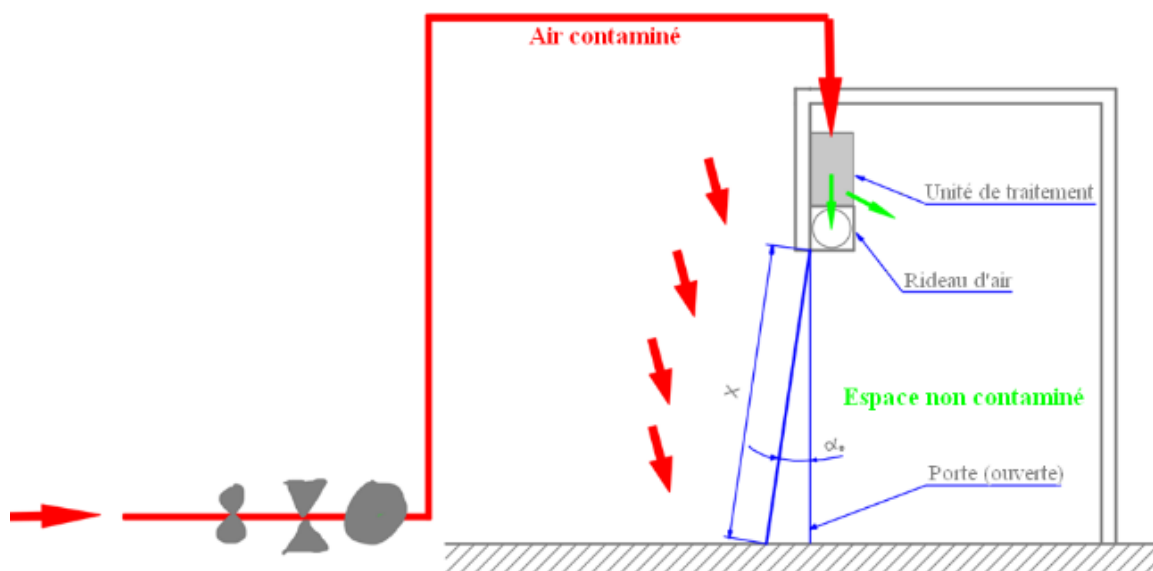 Air contaminé
Unité de traitement
Rideau d'air
X
Espace non contaminé
α₀
Porte (ouverte)